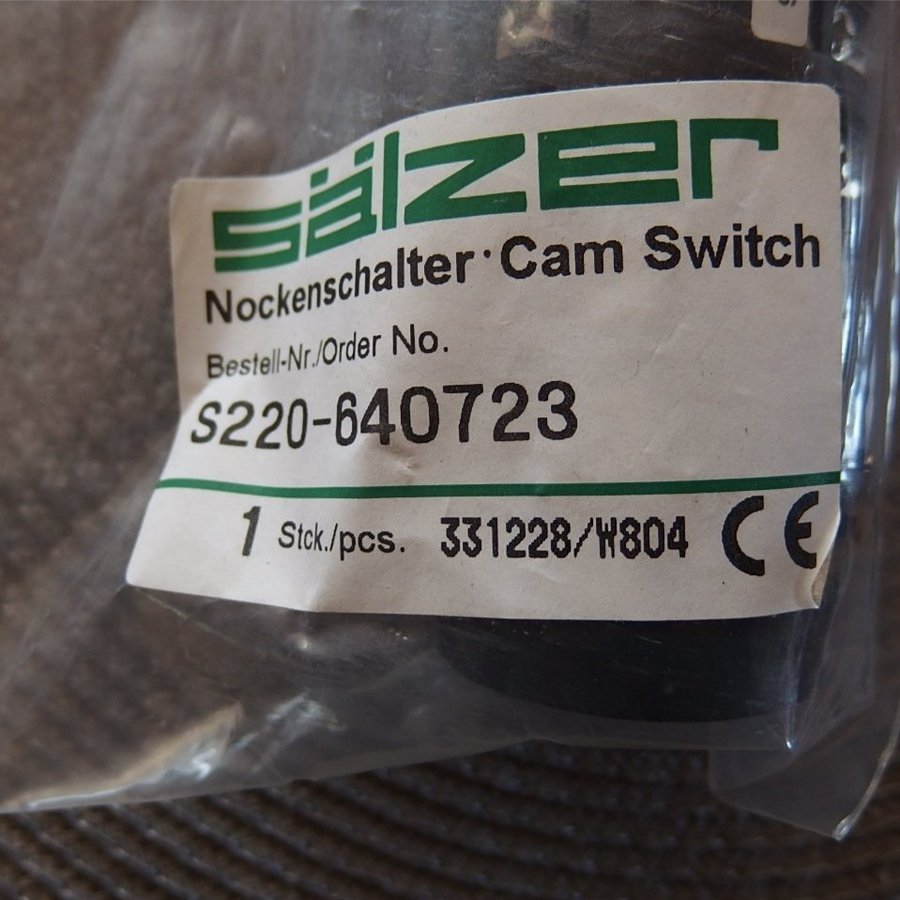 sälzer
Nockenschalter · Cam Switch
Bestell-Nr./Order No.
S220-640723
1 Stck./pcs. 331228/W804 CE